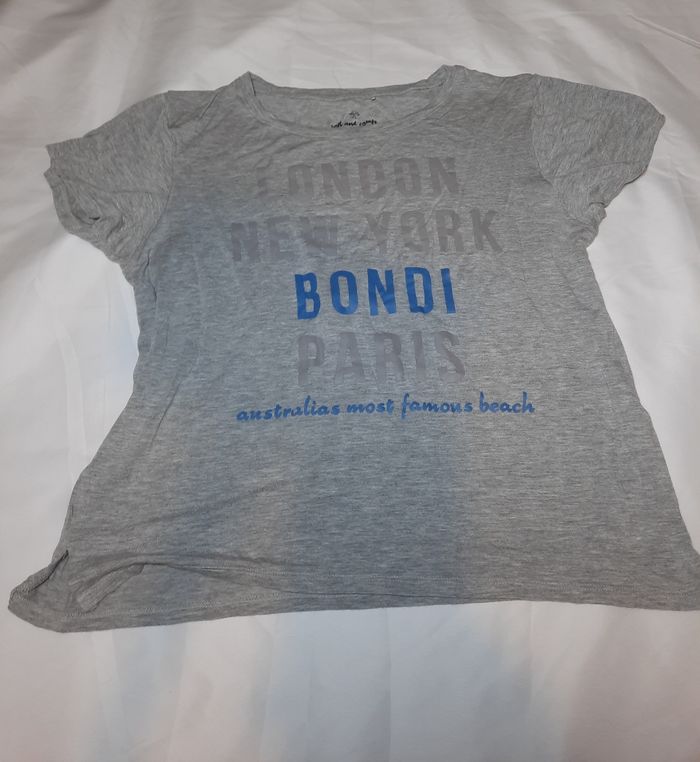 LONDON
NEW YORK
BONDI
PARIS
australias most famous beach